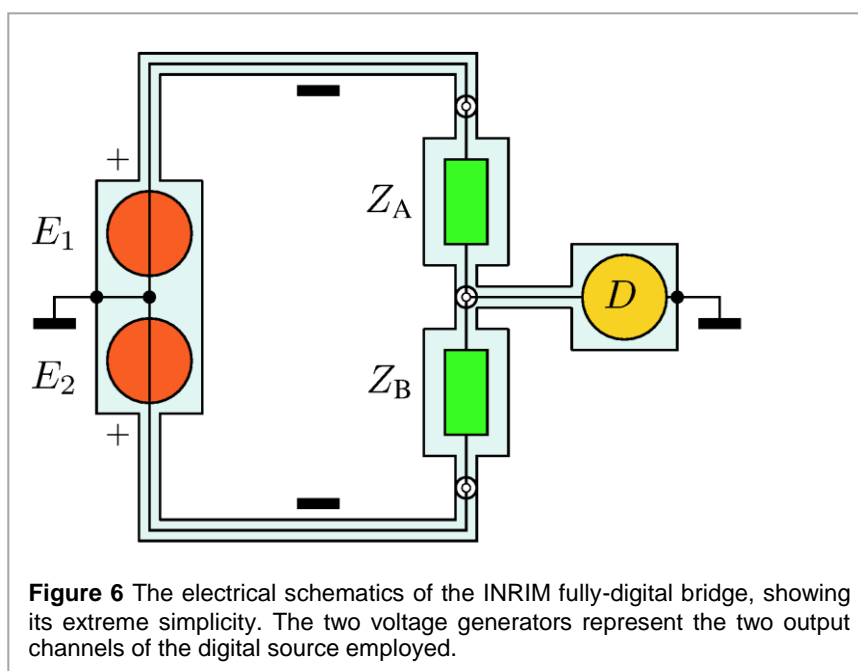 +
E1
E2
+
ZA
ZB
D
Figure 6 The electrical schematics of the INRIM fully-digital bridge, showing
its extreme simplicity. The two voltage generators represent the two output
channels of the digital source employed.